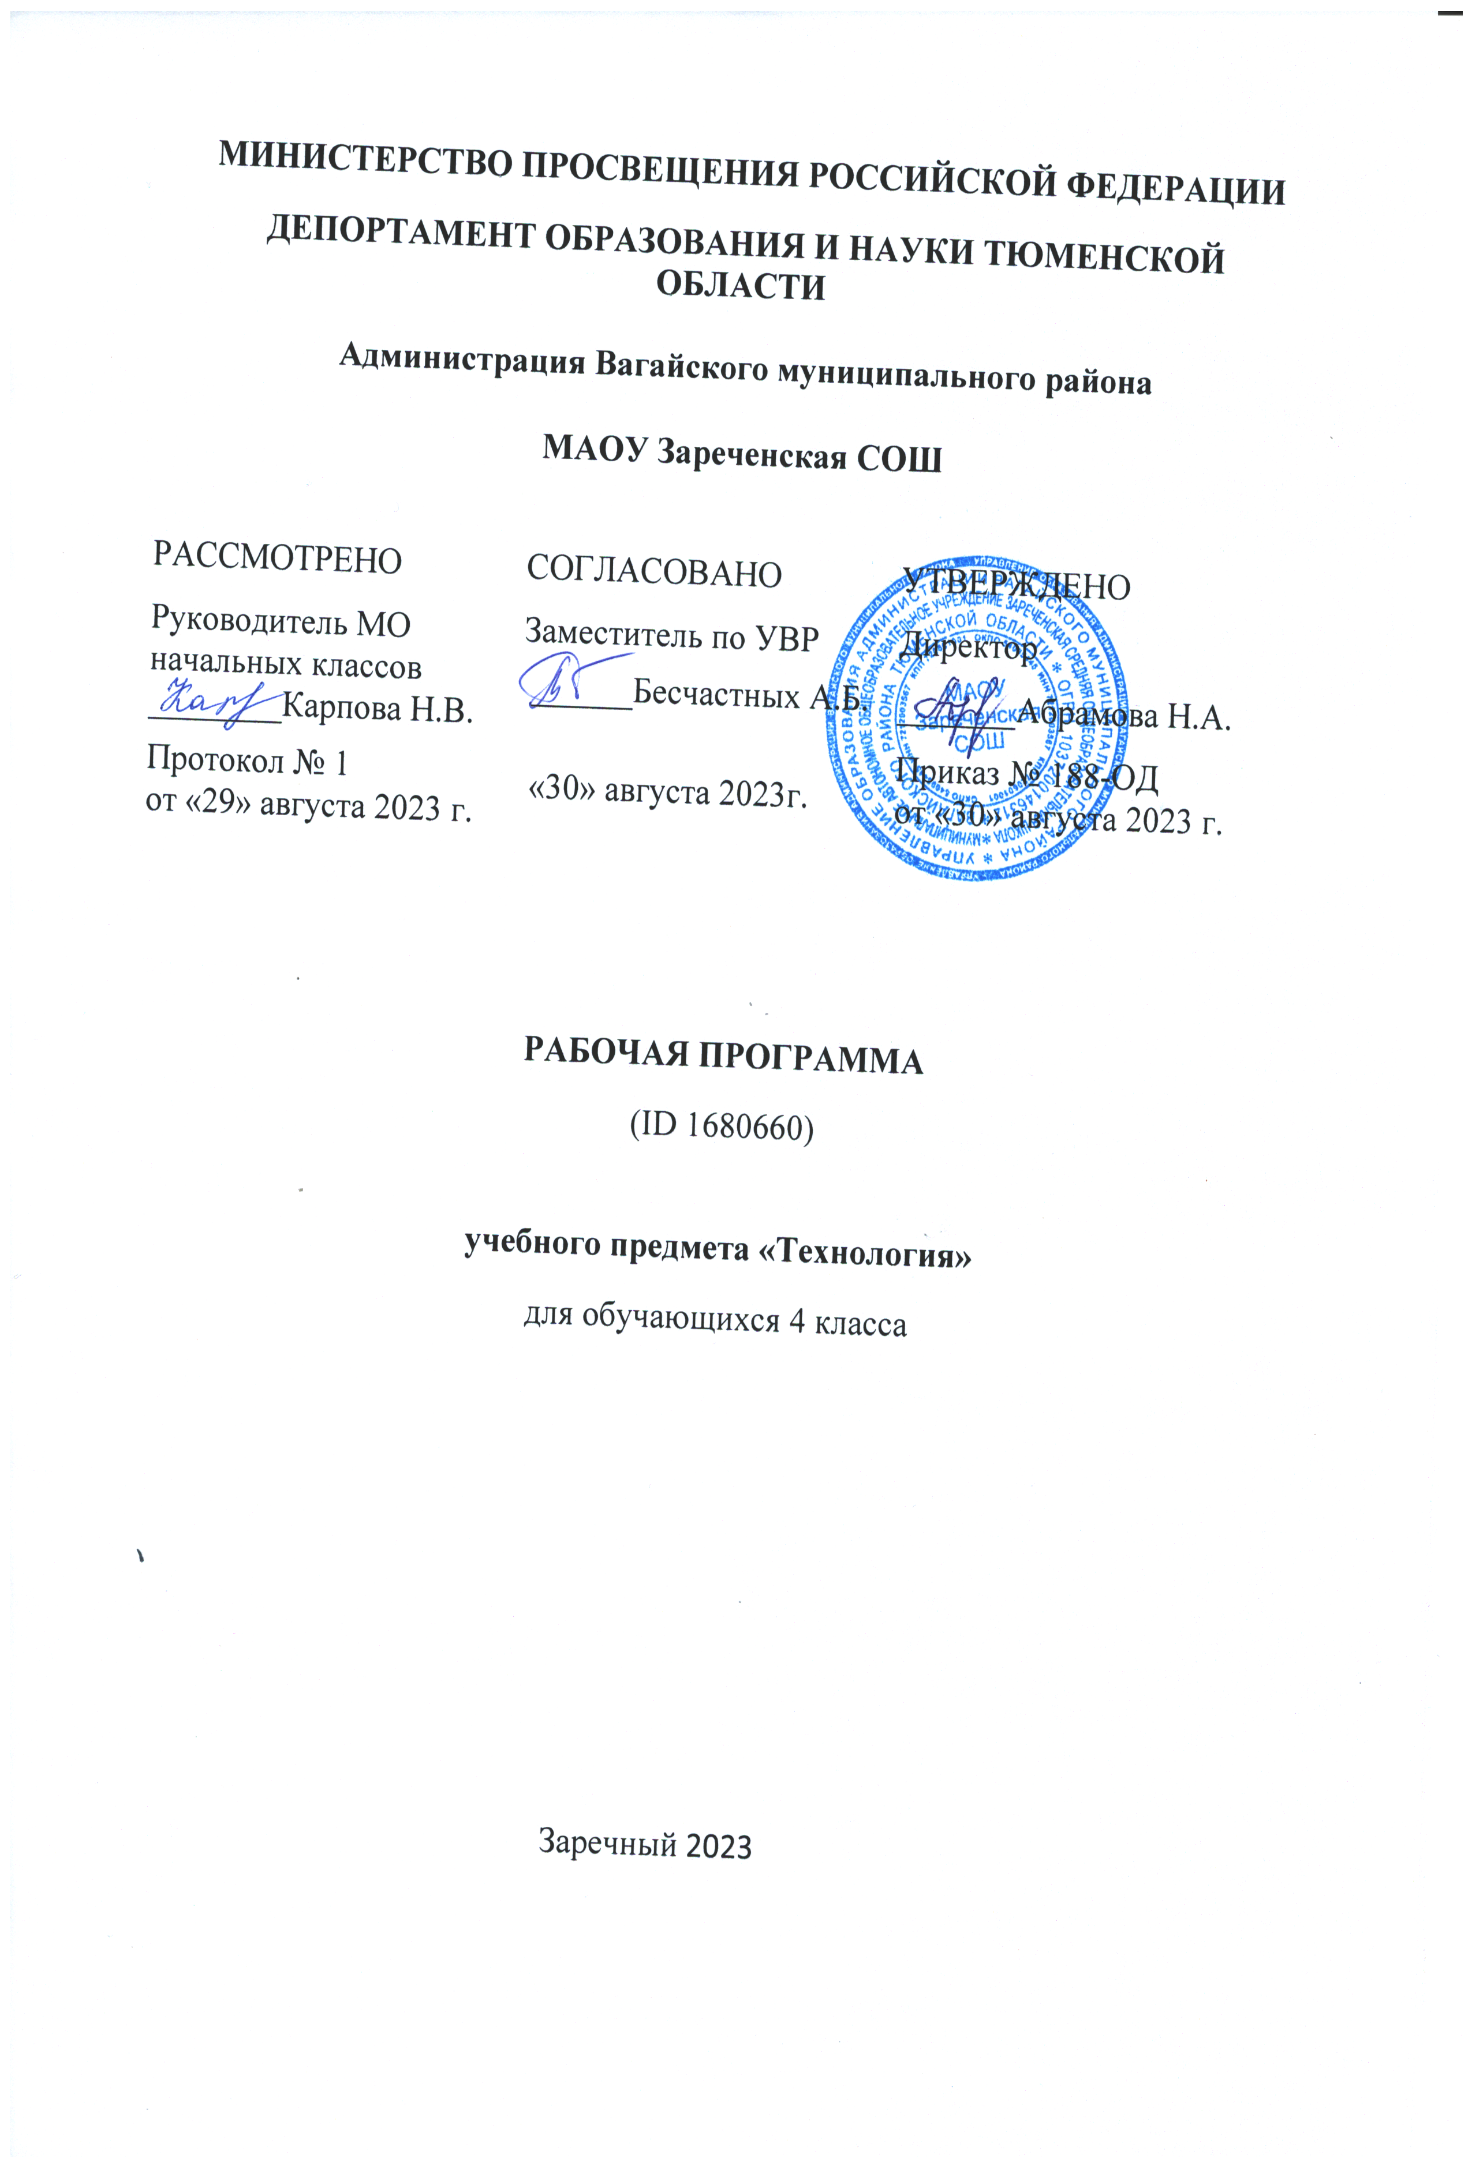 МИНИСТЕРСТВО ПРОСВЕЩЕНИЯ РОССИЙСКОЙ ФЕДЕРАЦИИ
ДЕПОРТАМЕНТ ОБРАЗОВАНИЯ И НАУКИ ТЮМЕНСКОЙ
ОБЛАСТИ
Администрация Вагайского муниципального района
МАОУ Зареченская СОШ
РАССМОТРЕНО
Руководитель МО
начальных классов
Карпова Н.В.
Протокол № 1
от «29» августа 2023 г.
СОГЛАСОВАНО
Заместитель по УВР
Бесчастных А.Б.
«30» августа 2023г.
УТВЕРЖДЕНО
Директор
Абрамова Н.А.
Приказ № 188-ОД
от «30» августа 2023 г.
МАОУ
Зареченская
СОШ
РАБОЧАЯ ПРОГРАММА
(ID 1680660)
учебного предмета «Технология»
для обучающихся 4 класса
Заречный 2023